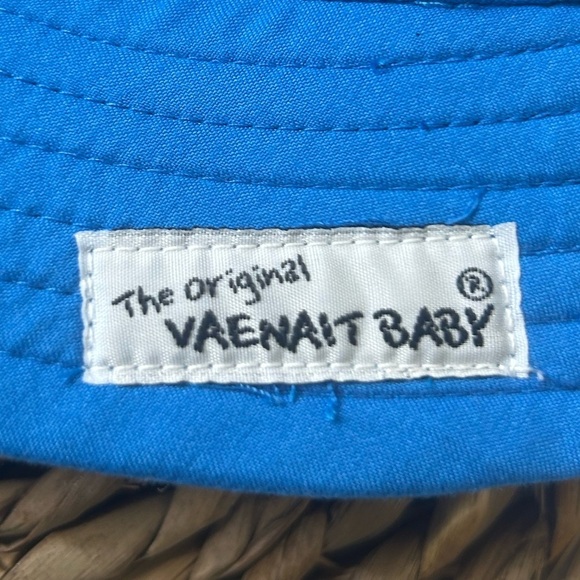 The original ®
VAENAIT BABY